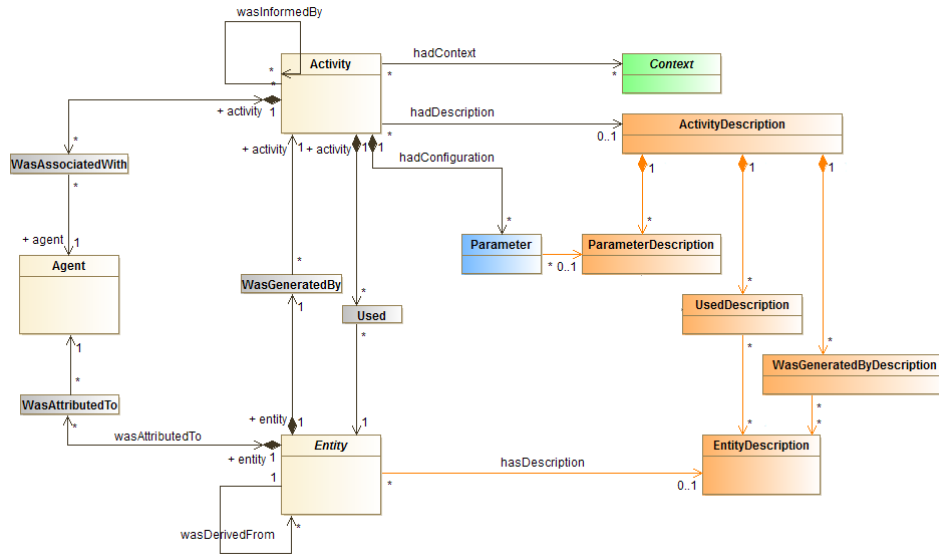 wasInformedBy
Activity
*
*
hadContext
*
*
Context
+ activity
1
hadDescription
*
0..1
ActivityDescription
*
WasAssociatedWith
*
+ activity
1
+ activity
1
1
hadConfiguration
*
1
1
1
+ agent
1
Agent
Parameter
*
0..1
*
ParameterDescription
*
WasGeneratedBy
1
*
Used
*
*
UsedDescription
*
1
*
WasAttributedTo
*
*
WasGeneratedByDescription
*
*
wasAttributedTo
+ entity
1
1
1
+ entity
Entity
*
hasDescription
0..1
EntityDescription
1
wasDerivedFrom
*